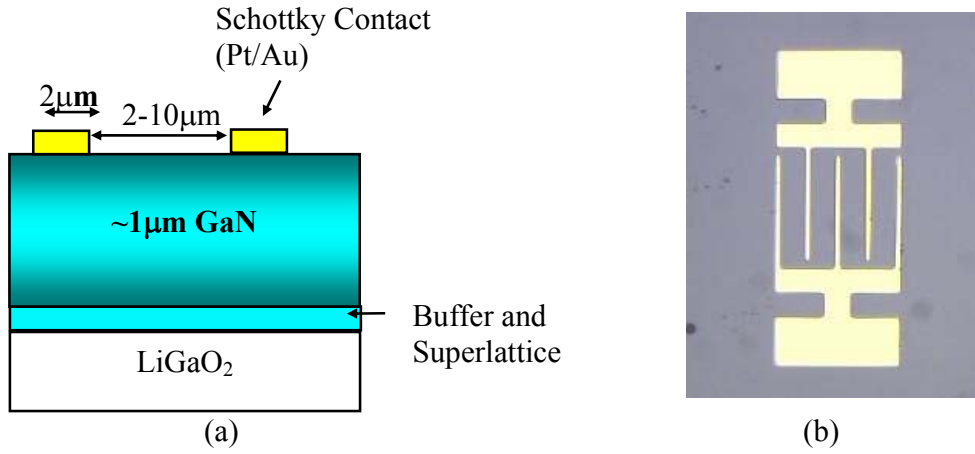 Schottky Contact
(Pt/Au)
2μm
2-10μm
~1μm GaN
Buffer and
Superlattice
LiGaO₂
(a)
(b)